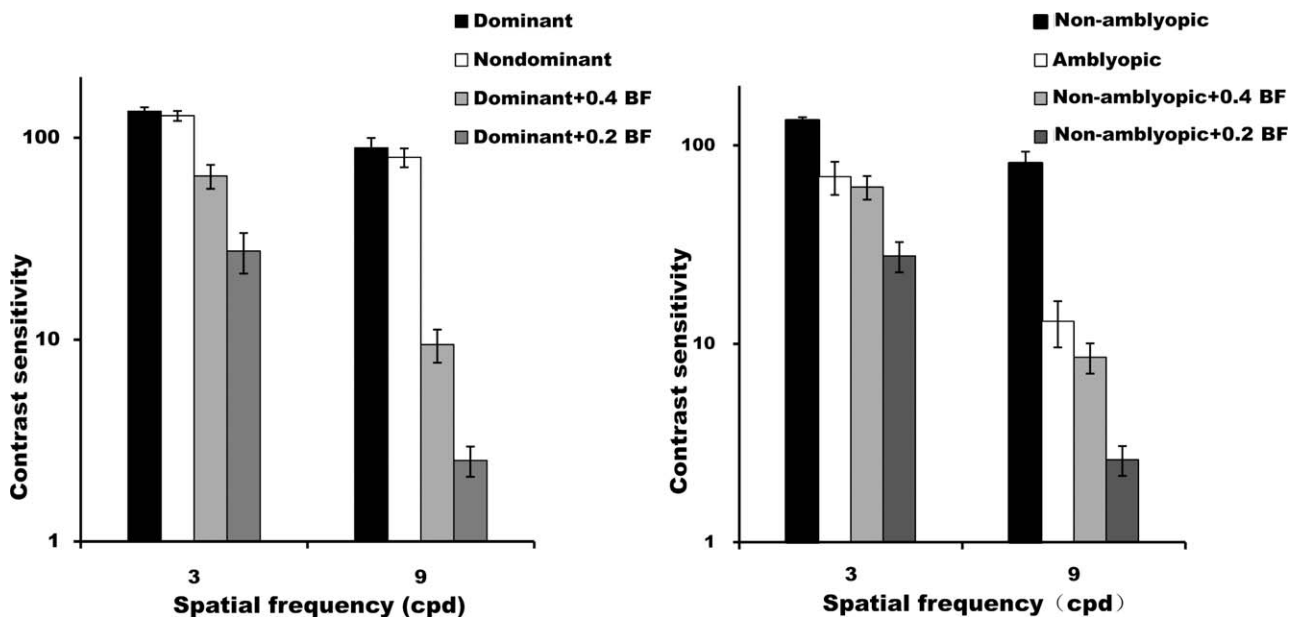 Dominant
Nondominant
Dominant+0.4 BF
Dominant+0.2 BF
100
10
1
Contrast sensitivity
3 9
Spatial frequency (cpd)
Non-amblyopic
Amblyopic
Non-amblyopic+0.4 BF
Non-amblyopic+0.2 BF
100
10
1
Contrast sensitivity
3 9
Spatial frequency（cpd）